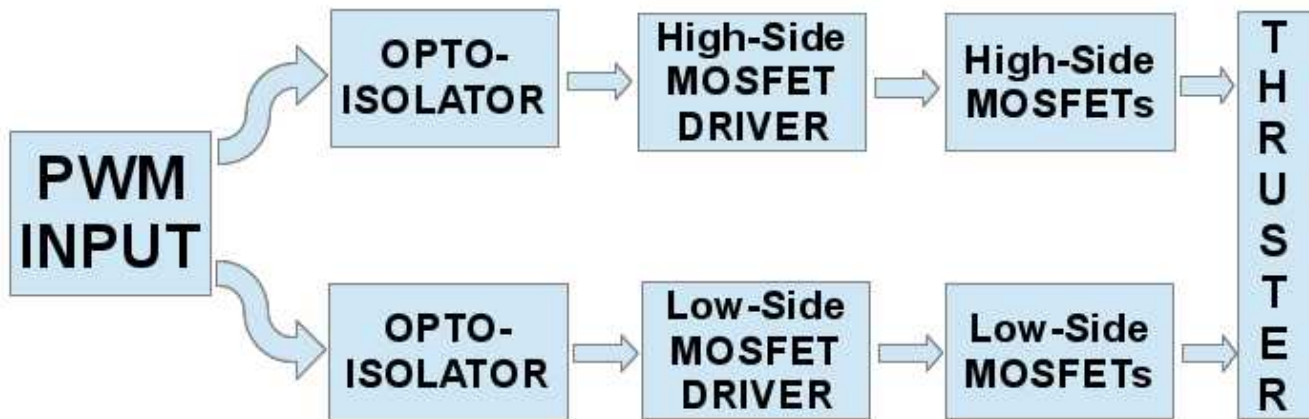 PWM
INPUT
OPTO-
ISOLATOR
High-Side
MOSFET
DRIVER
High-Side
MOSFETs
OPTO-
ISOLATOR
Low-Side
MOSFET
DRIVER
Low-Side
MOSFETs
T
H
R
U
S
T
E
R